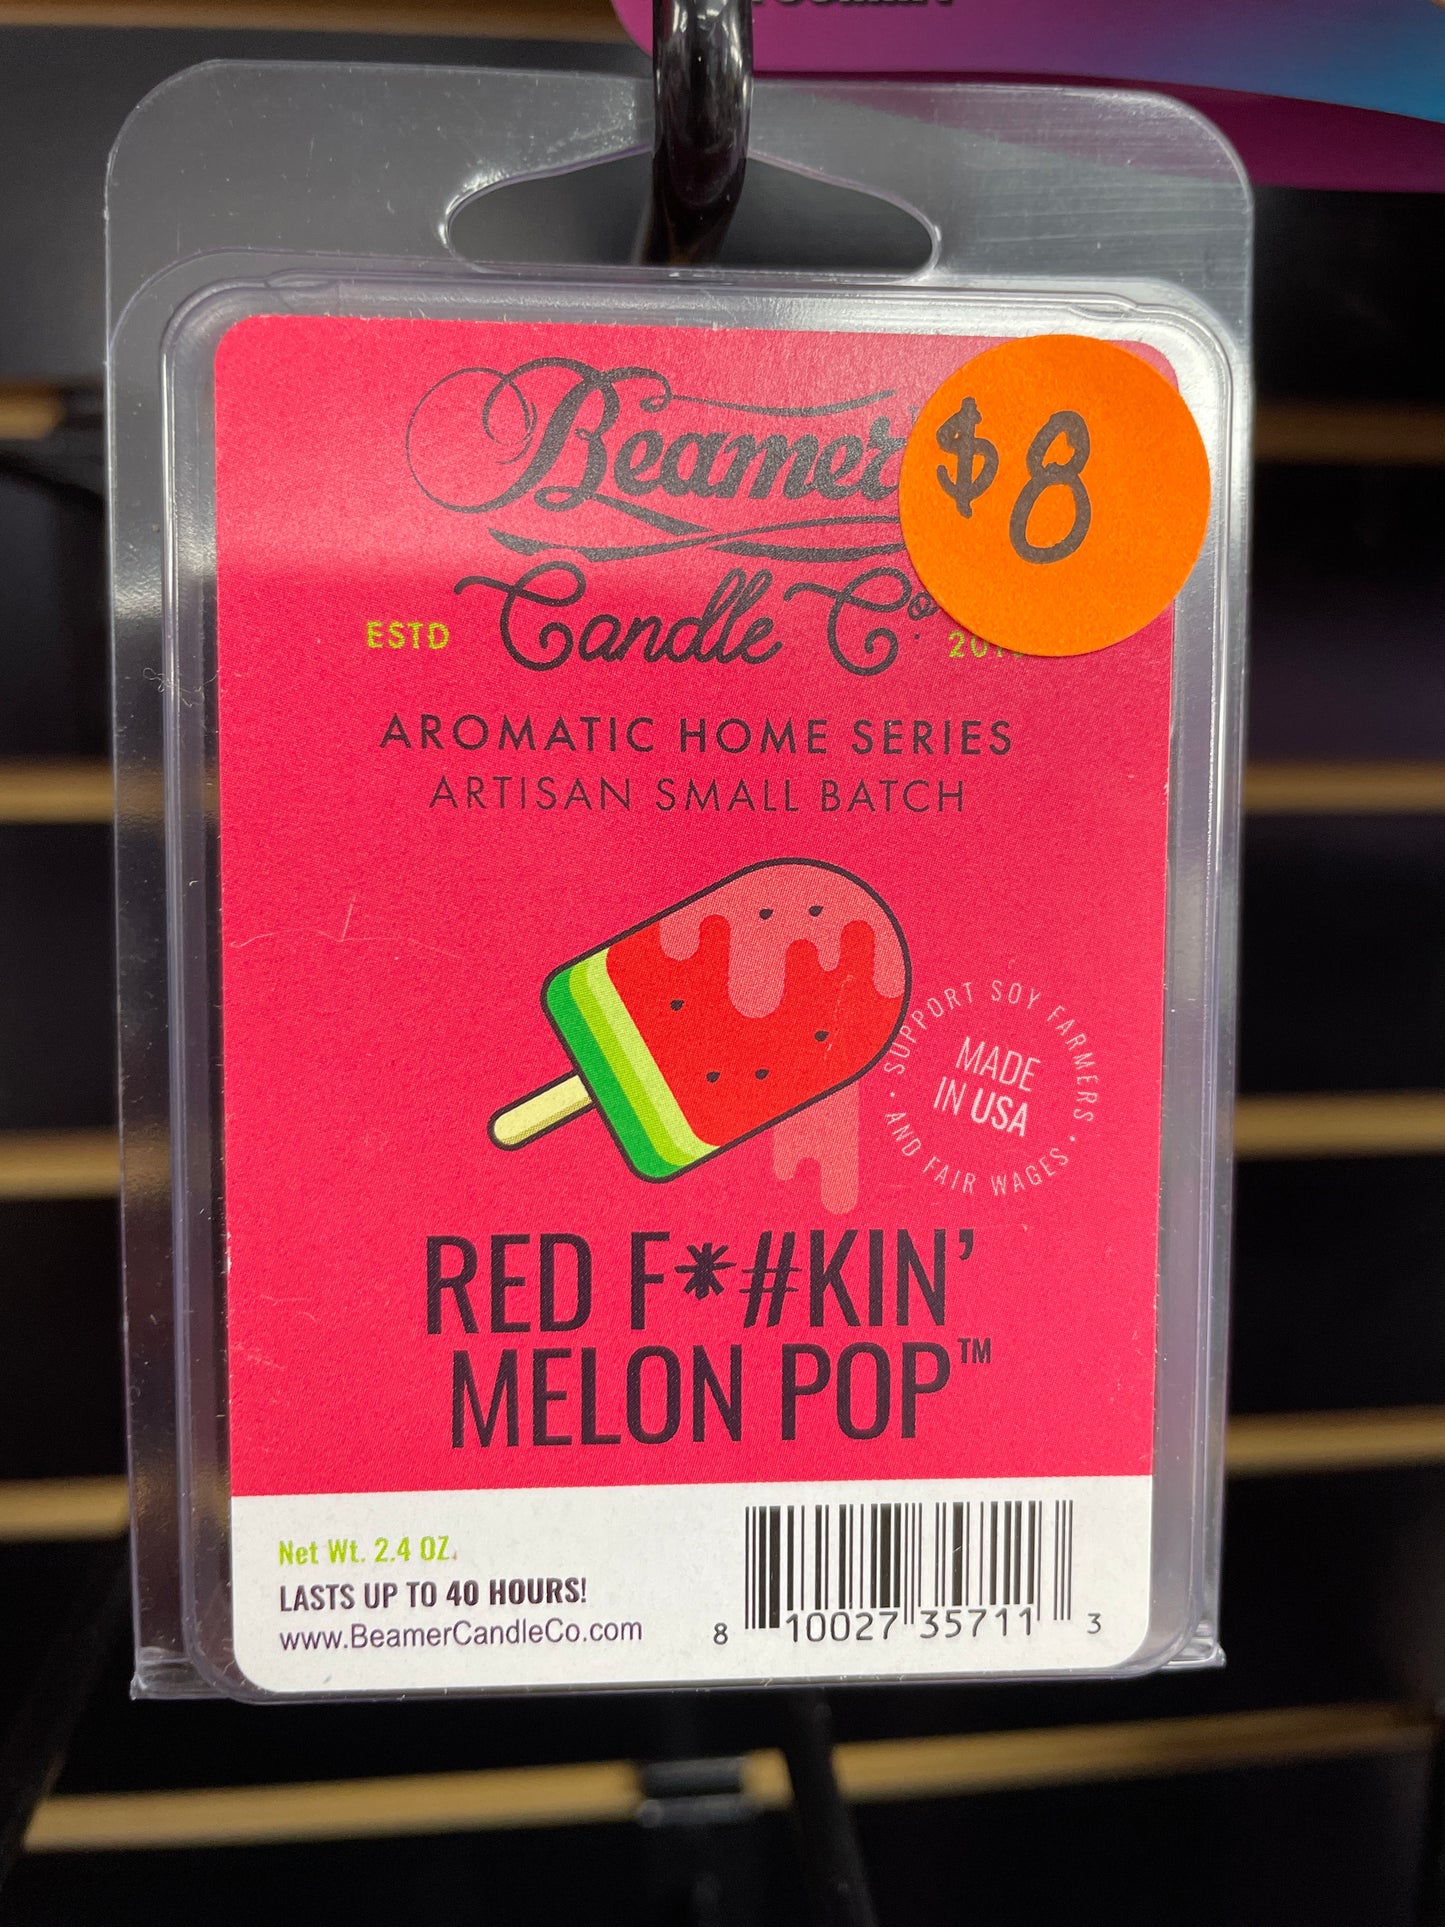 Beamer
$8
Candle Co.
ESTD
AROMATIC HOME SERIES
ARTISAN SMALL BATCH
SUPPORT SOY FARMERS
MADE
IN USA
AND FAIR WAGES
RED F*#KIN'
MELON POP™
Net Wt. 2.4 OZ.
LASTS UP TO 40 HOURS!
www.BeamerCandleCo.com
8 10027 35711 3